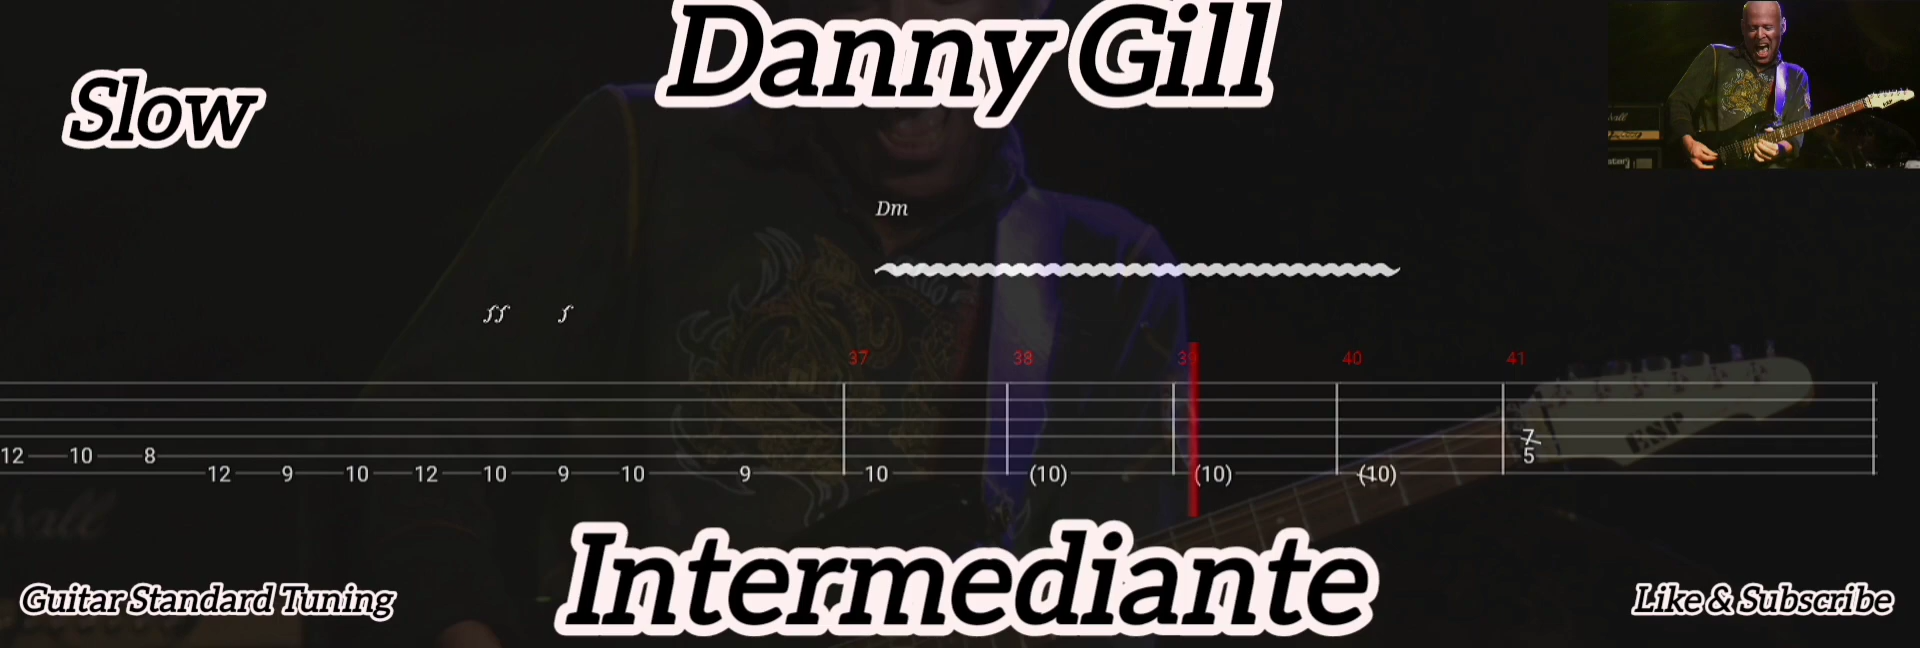 Danny Gill
Slow
Dm
37 38 39 40 41
7
12 10 8 5
12 9 10 12 10 9 10 9 10 (10) (10) (10)
ESP
Intermediante
Guitar Standard Tuning
Like & Subscribe